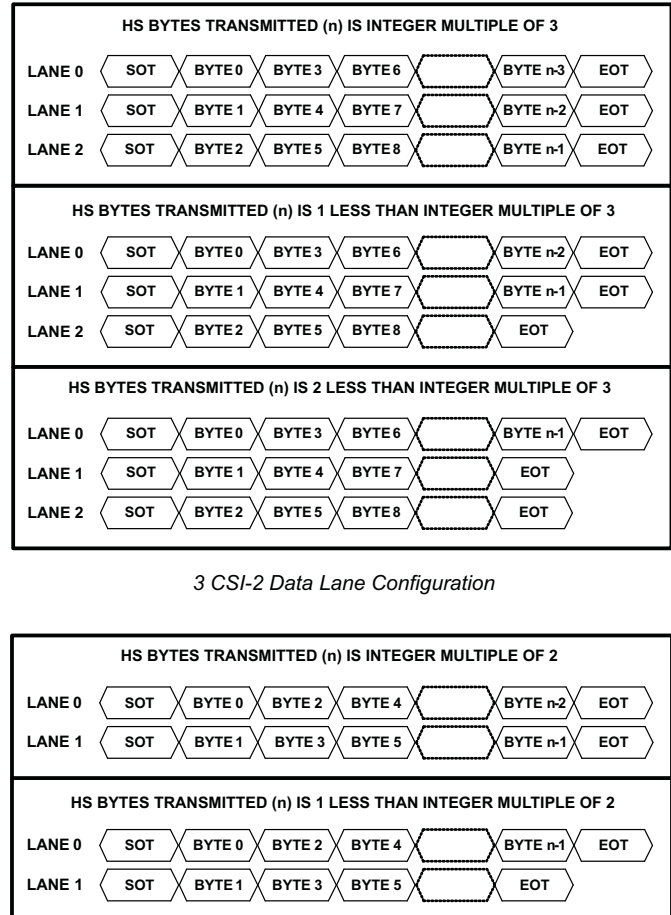 HS BYTES TRANSMITTED (n) IS INTEGER MULTIPLE OF 3
LANE 0 SOT BYTE 0 BYTE 3 BYTE 6 BYTE n-3 EOT
LANE 1 SOT BYTE 1 BYTE 4 BYTE 7 BYTE n-2 EOT
LANE 2 SOT BYTE 2 BYTE 5 BYTE 8 BYTE n-1 EOT
HS BYTES TRANSMITTED (n) IS 1 LESS THAN INTEGER MULTIPLE OF 3
LANE 0 SOT BYTE 0 BYTE 3 BYTE 6 BYTE n-2 EOT
LANE 1 SOT BYTE 1 BYTE 4 BYTE 7 BYTE n-1 EOT
LANE 2 SOT BYTE 2 BYTE 5 BYTE 8 EOT
HS BYTES TRANSMITTED (n) IS 2 LESS THAN INTEGER MULTIPLE OF 3
LANE 0 SOT BYTE 0 BYTE 3 BYTE 6 BYTE n-1 EOT
LANE 1 SOT BYTE 1 BYTE 4 BYTE 7 EOT
LANE 2 SOT BYTE 2 BYTE 5 BYTE 8 EOT
3 CSI-2 Data Lane Configuration
HS BYTES TRANSMITTED (n) IS INTEGER MULTIPLE OF 2
LANE 0 SOT BYTE 0 BYTE 2 BYTE 4 BYTE n-2 EOT
LANE 1 SOT BYTE 1 BYTE 3 BYTE 5 BYTE n-1 EOT
HS BYTES TRANSMITTED (n) IS 1 LESS THAN INTEGER MULTIPLE OF 2
LANE 0 SOT BYTE 0 BYTE 2 BYTE 4 BYTE n-1 EOT
LANE 1 SOT BYTE 1 BYTE 3 BYTE 5 EOT